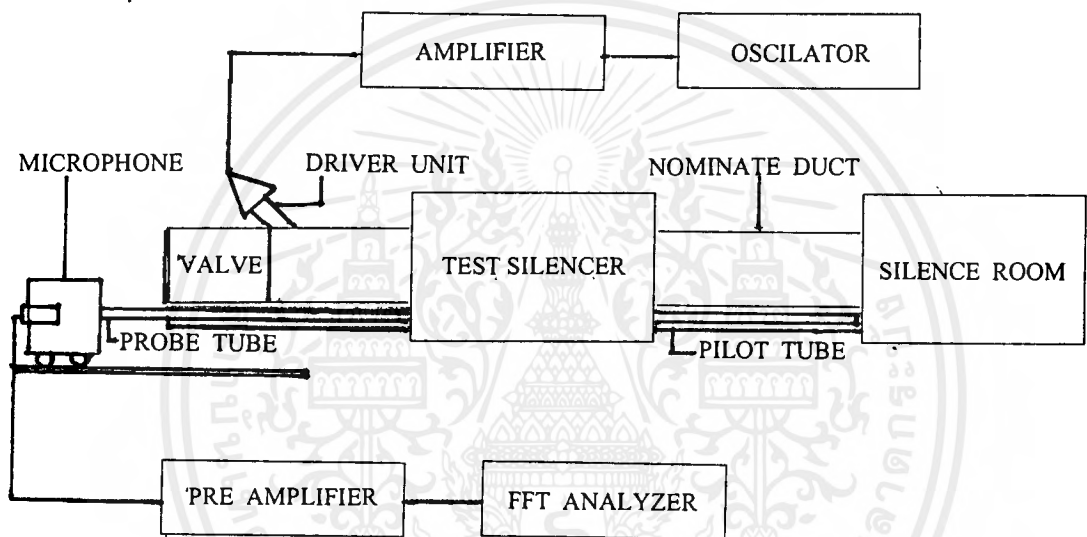 AMPLIFIER
OSCILATOR
MICROPHONE
DRIVER UNIT
NOMINATE DUCT
VALVE
TEST SILENCER
SILENCE ROOM
PROBE TUBE
PILOT TUBE
PRE AMPLIFIER
FFT ANALYZER